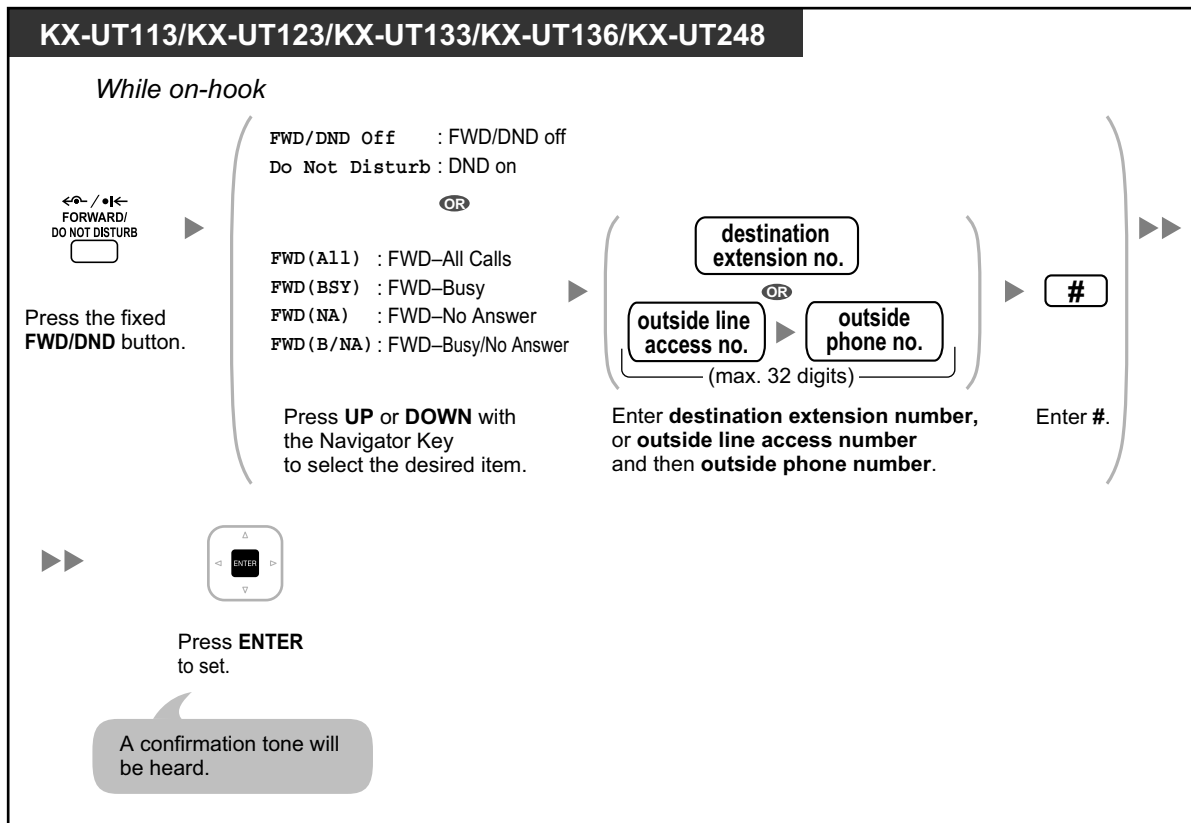 KX-UT113/KX-UT123/KX-UT133/KX-UT136/KX-UT248
While on-hook
FORWARD/
DO NOT DISTURB
Press the fixed
FWD/DND button.
FWD/DND Off : FWD/DND off
Do Not Disturb : DND on
OR
FWD(All) : FWD–All Calls
FWD(BSY) : FWD–Busy
FWD(NA) : FWD–No Answer
FWD(B/NA) : FWD–Busy/No Answer
Press UP or DOWN with
the Navigator Key
to select the desired item.
destination
extension no.
OR
outside line
access no.
outside
phone no.
(max. 32 digits)
Enter destination extension number,
or outside line access number
and then outside phone number.
#
Enter #.
ENTER
Press ENTER
to set.
A confirmation tone will
be heard.